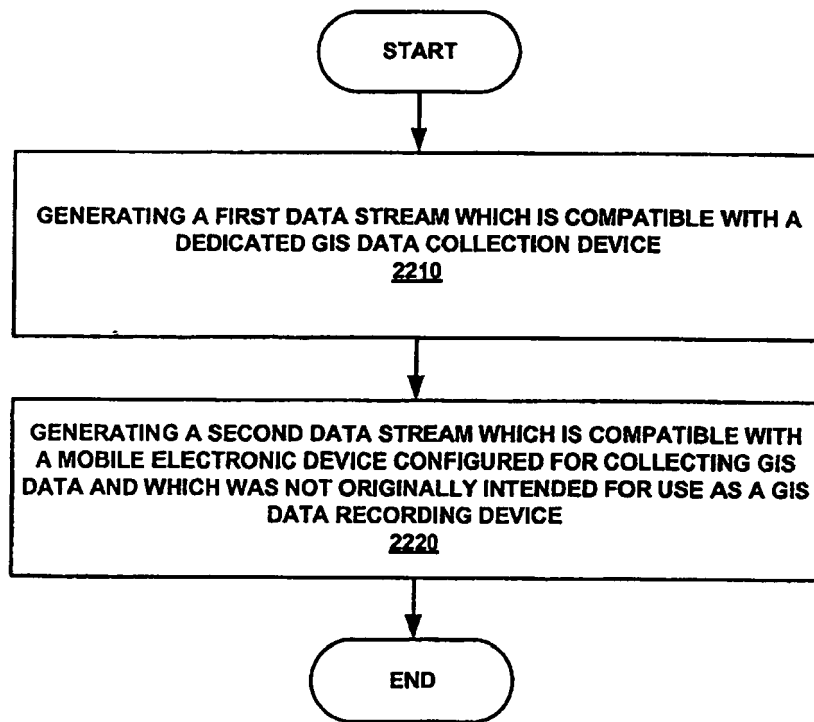 START
GENERATING A FIRST DATA STREAM WHICH IS COMPATIBLE WITH A
DEDICATED GIS DATA COLLECTION DEVICE
2210
GENERATING A SECOND DATA STREAM WHICH IS COMPATIBLE WITH
A MOBILE ELECTRONIC DEVICE CONFIGURED FOR COLLECTING GIS
DATA AND WHICH WAS NOT ORIGINALLY INTENDED FOR USE AS A GIS
DATA RECORDING DEVICE
2220
END